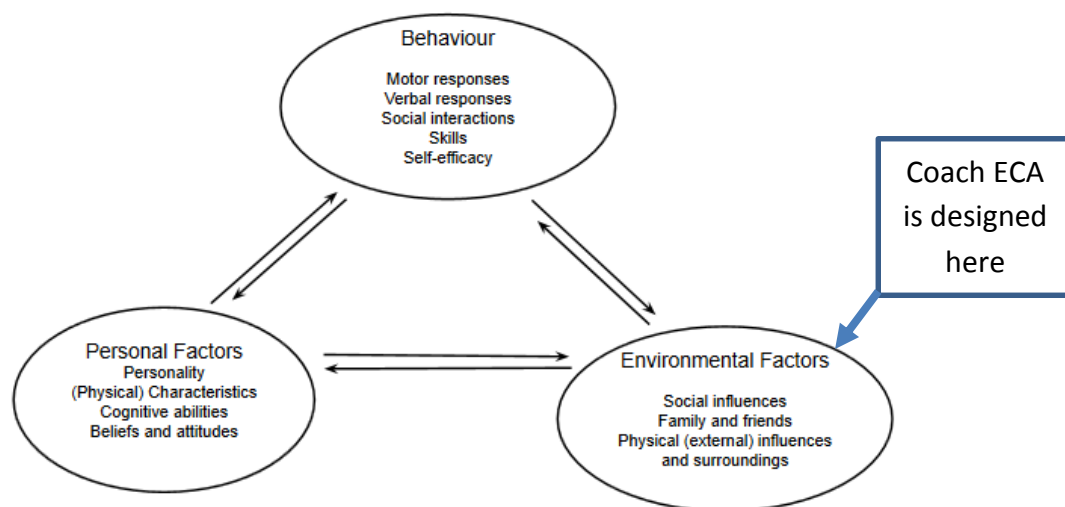 Behaviour
Motor responses
Verbal responses
Social interactions
Skills
Self-efficacy
Coach ECA
is designed
here
Personal Factors
Personality
(Physical) Characteristics
Cognitive abilities
Beliefs and attitudes
Environmental Factors
Social influences
Family and friends
Physical (external) influences
and surroundings